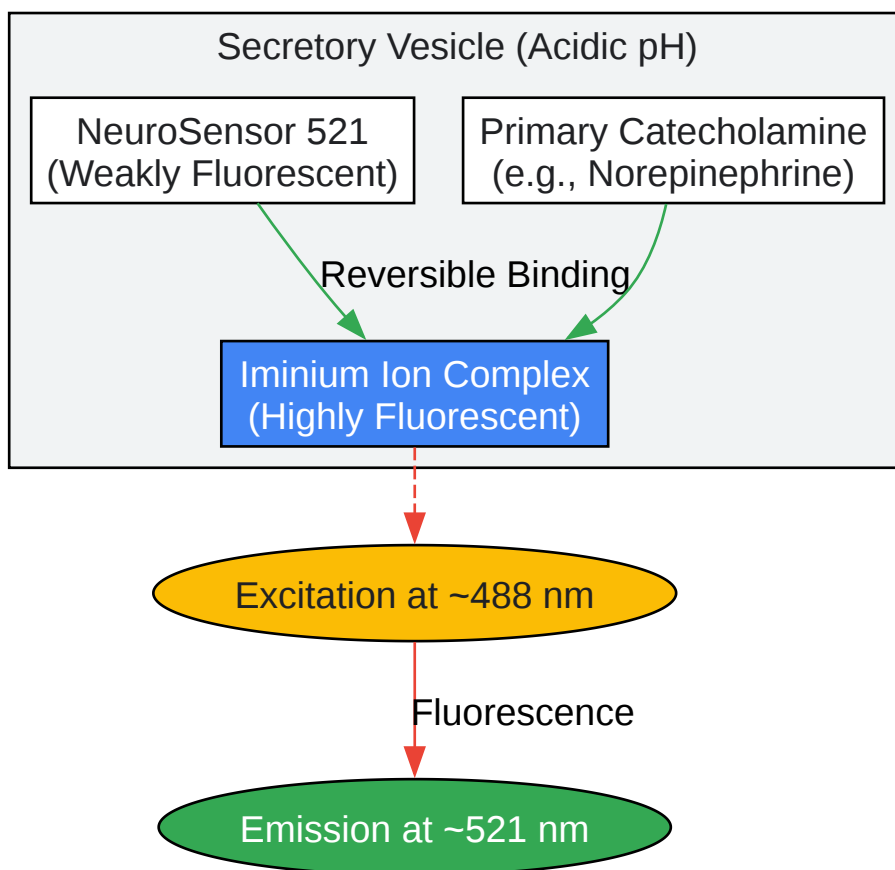 Secretory Vesicle (Acidic pH)
NeuroSensor 521
(Weakly Fluorescent)
Primary Catecholamine
(e.g., Norepinephrine)
Reversible Binding
Iminium Ion Complex
(Highly Fluorescent)
Excitation at ~488 nm
Fluorescence
Emission at ~521 nm